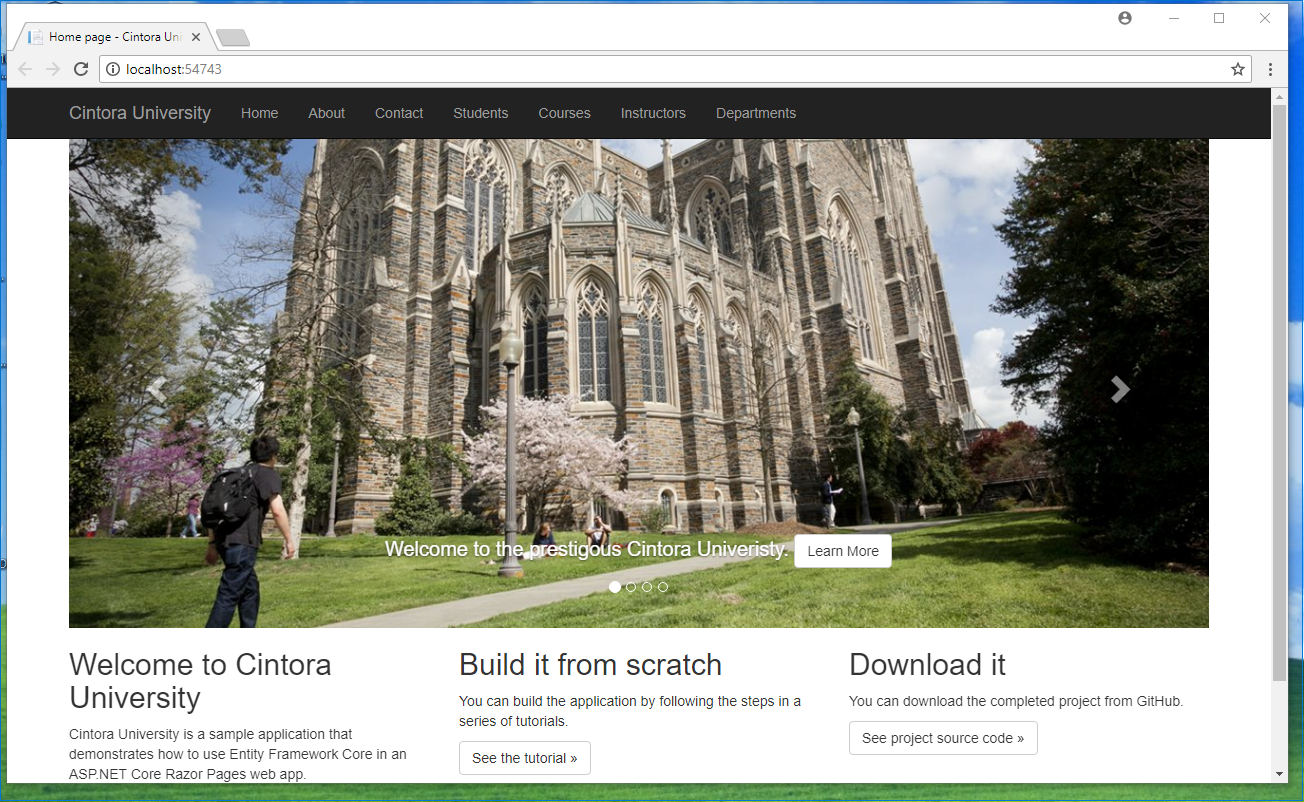 Home page - Cintora Uni
localhost:54743
Cintora University Home About Contact Students Courses Instructors Departments
Welcome to the prestigous Cintora Univeristy. Learn More
Welcome to Cintora
University
Cintora University is a sample application that
demonstrates how to use Entity Framework Core in an
ASP.NET Core Razor Pages web app.
Build it from scratch
You can build the application by following the steps in a
series of tutorials.
See the tutorial »
Download it
You can download the completed project from GitHub.
See project source code »